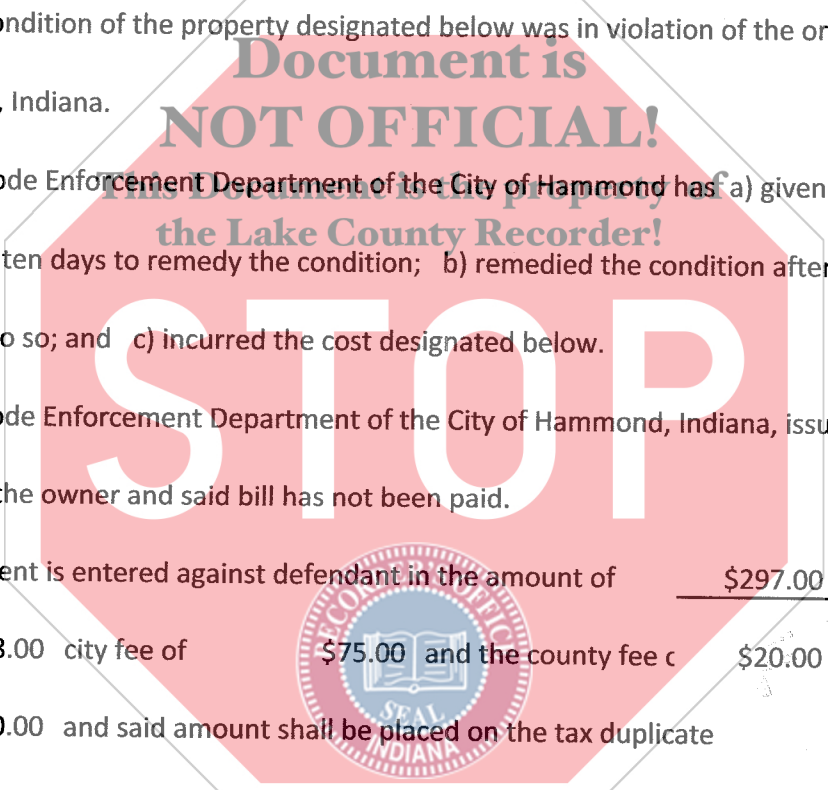 ondition of the property designated below was in violation of the or
Document is
, Indiana.
NOT OFFICIAL!
ode Enforcement Department of the City of Hammond has a) given
This Document is the property of
the Lake County Recorder!
ten days to remedy the condition; b) remedied the condition after
o so; and c) incurred the cost designated below.
STOP
ode Enforcement Department of the City of Hammond, Indiana, issu
the owner and said bill has not been paid.
ent is entered against defendant in the amount of $297.00
3.00 city fee of $75.00 and the county fee c $20.00
RECORDER'S OFFICE
SEAL
INDIANA
0.00 and said amount shall be placed on the tax duplicate